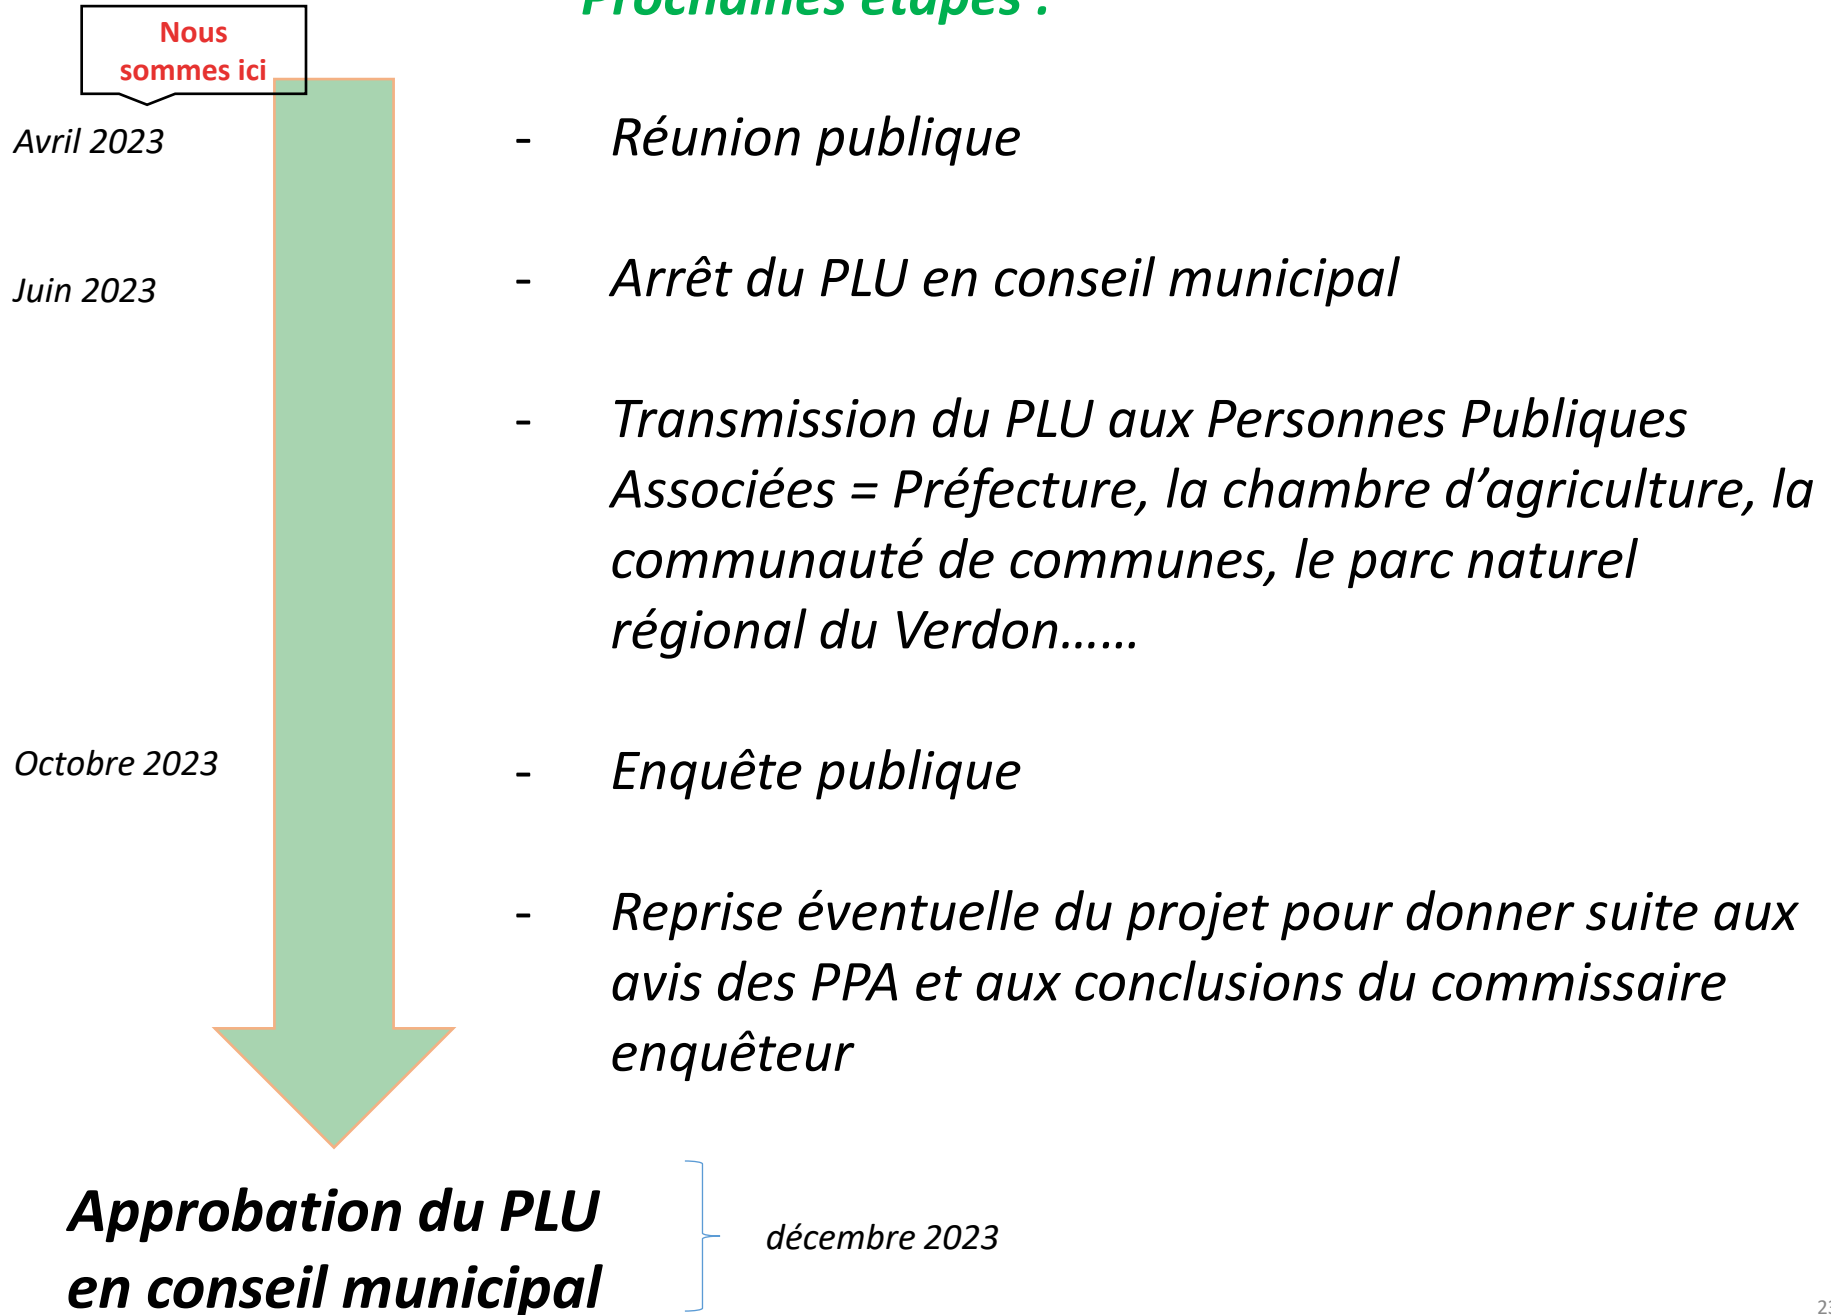 Prochaines étapes :
Nous
sommes ici
Avril 2023
- Réunion publique
Juin 2023
- Arrêt du PLU en conseil municipal
- Transmission du PLU aux Personnes Publiques
Associées = Préfecture, la chambre d’agriculture, la
communauté de communes, le parc naturel
régional du Verdon……
Octobre 2023
- Enquête publique
- Reprise éventuelle du projet pour donner suite aux
avis des PPA et aux conclusions du commissaire
enquêteur
Approbation du PLU
en conseil municipal
décembre 2023